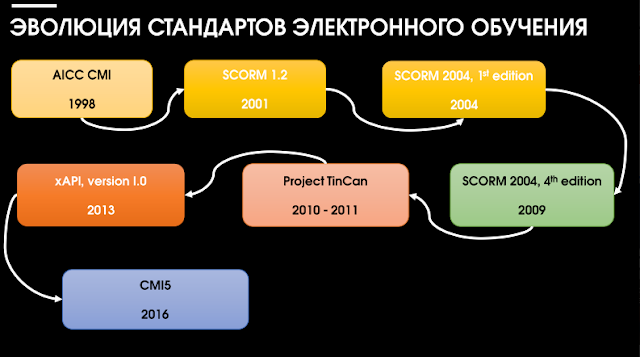 ЭВОЛЮЦИЯ СТАНДАРТОВ ЭЛЕКТРОННОГО ОБУЧЕНИЯ
AICC CMI
1998
SCORM 1.2
2001
SCORM 2004, 1st edition
2004
SCORM 2004, 4th edition
2009
Project TinCan
2010 - 2011
xAPI, version I.0
2013
CMI5
2016